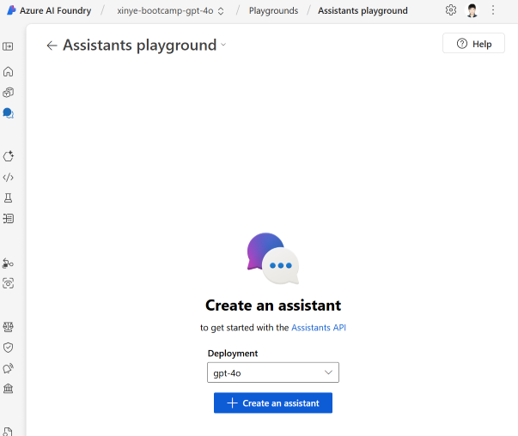 Azure AI Foundry / xinye-bootcamp-gpt-4o / Playgrounds / Assistants playground
Assistants playground
Help
Create an assistant
to get started with the Assistants API
Deployment
gpt-4o
Create an assistant